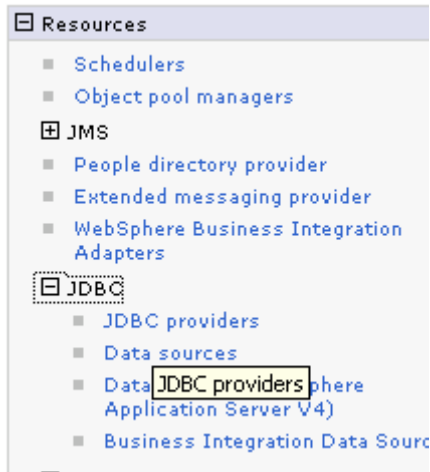 Resources
Schedulers
Object pool managers
JMS
People directory provider
Extended messaging provider
WebSphere Business Integration
Adapters
JDBC
JDBC providers
Data sources
Data JDBC providers phere
Application Server V4)
Business Integration Data Sourc